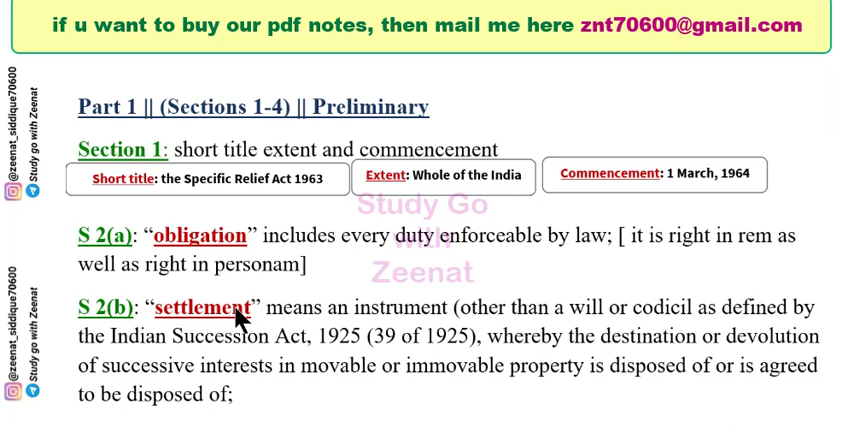 if u want to buy our pdf notes, then mail me here znt70600@gmail.com
Part 1 || (Sections 1-4) || Preliminary
Section 1: short title extent and commencement
Short title: the Specific Relief Act 1963
Extent: Whole of the India
Commencement: 1 March, 1964
Study Go
with
Zeenat
S 2(a): “obligation” includes every duty enforceable by law; [ it is right in rem as
well as right in personam]
S 2(b): “settlement” means an instrument (other than a will or codicil as defined by
the Indian Succession Act, 1925 (39 of 1925), whereby the destination or devolution
of successive interests in movable or immovable property is disposed of or is agreed
to be disposed of;
@zeenat_siddique70600
Study go with Zeenat
@zeenat_siddique70600
Study go with Zeenat